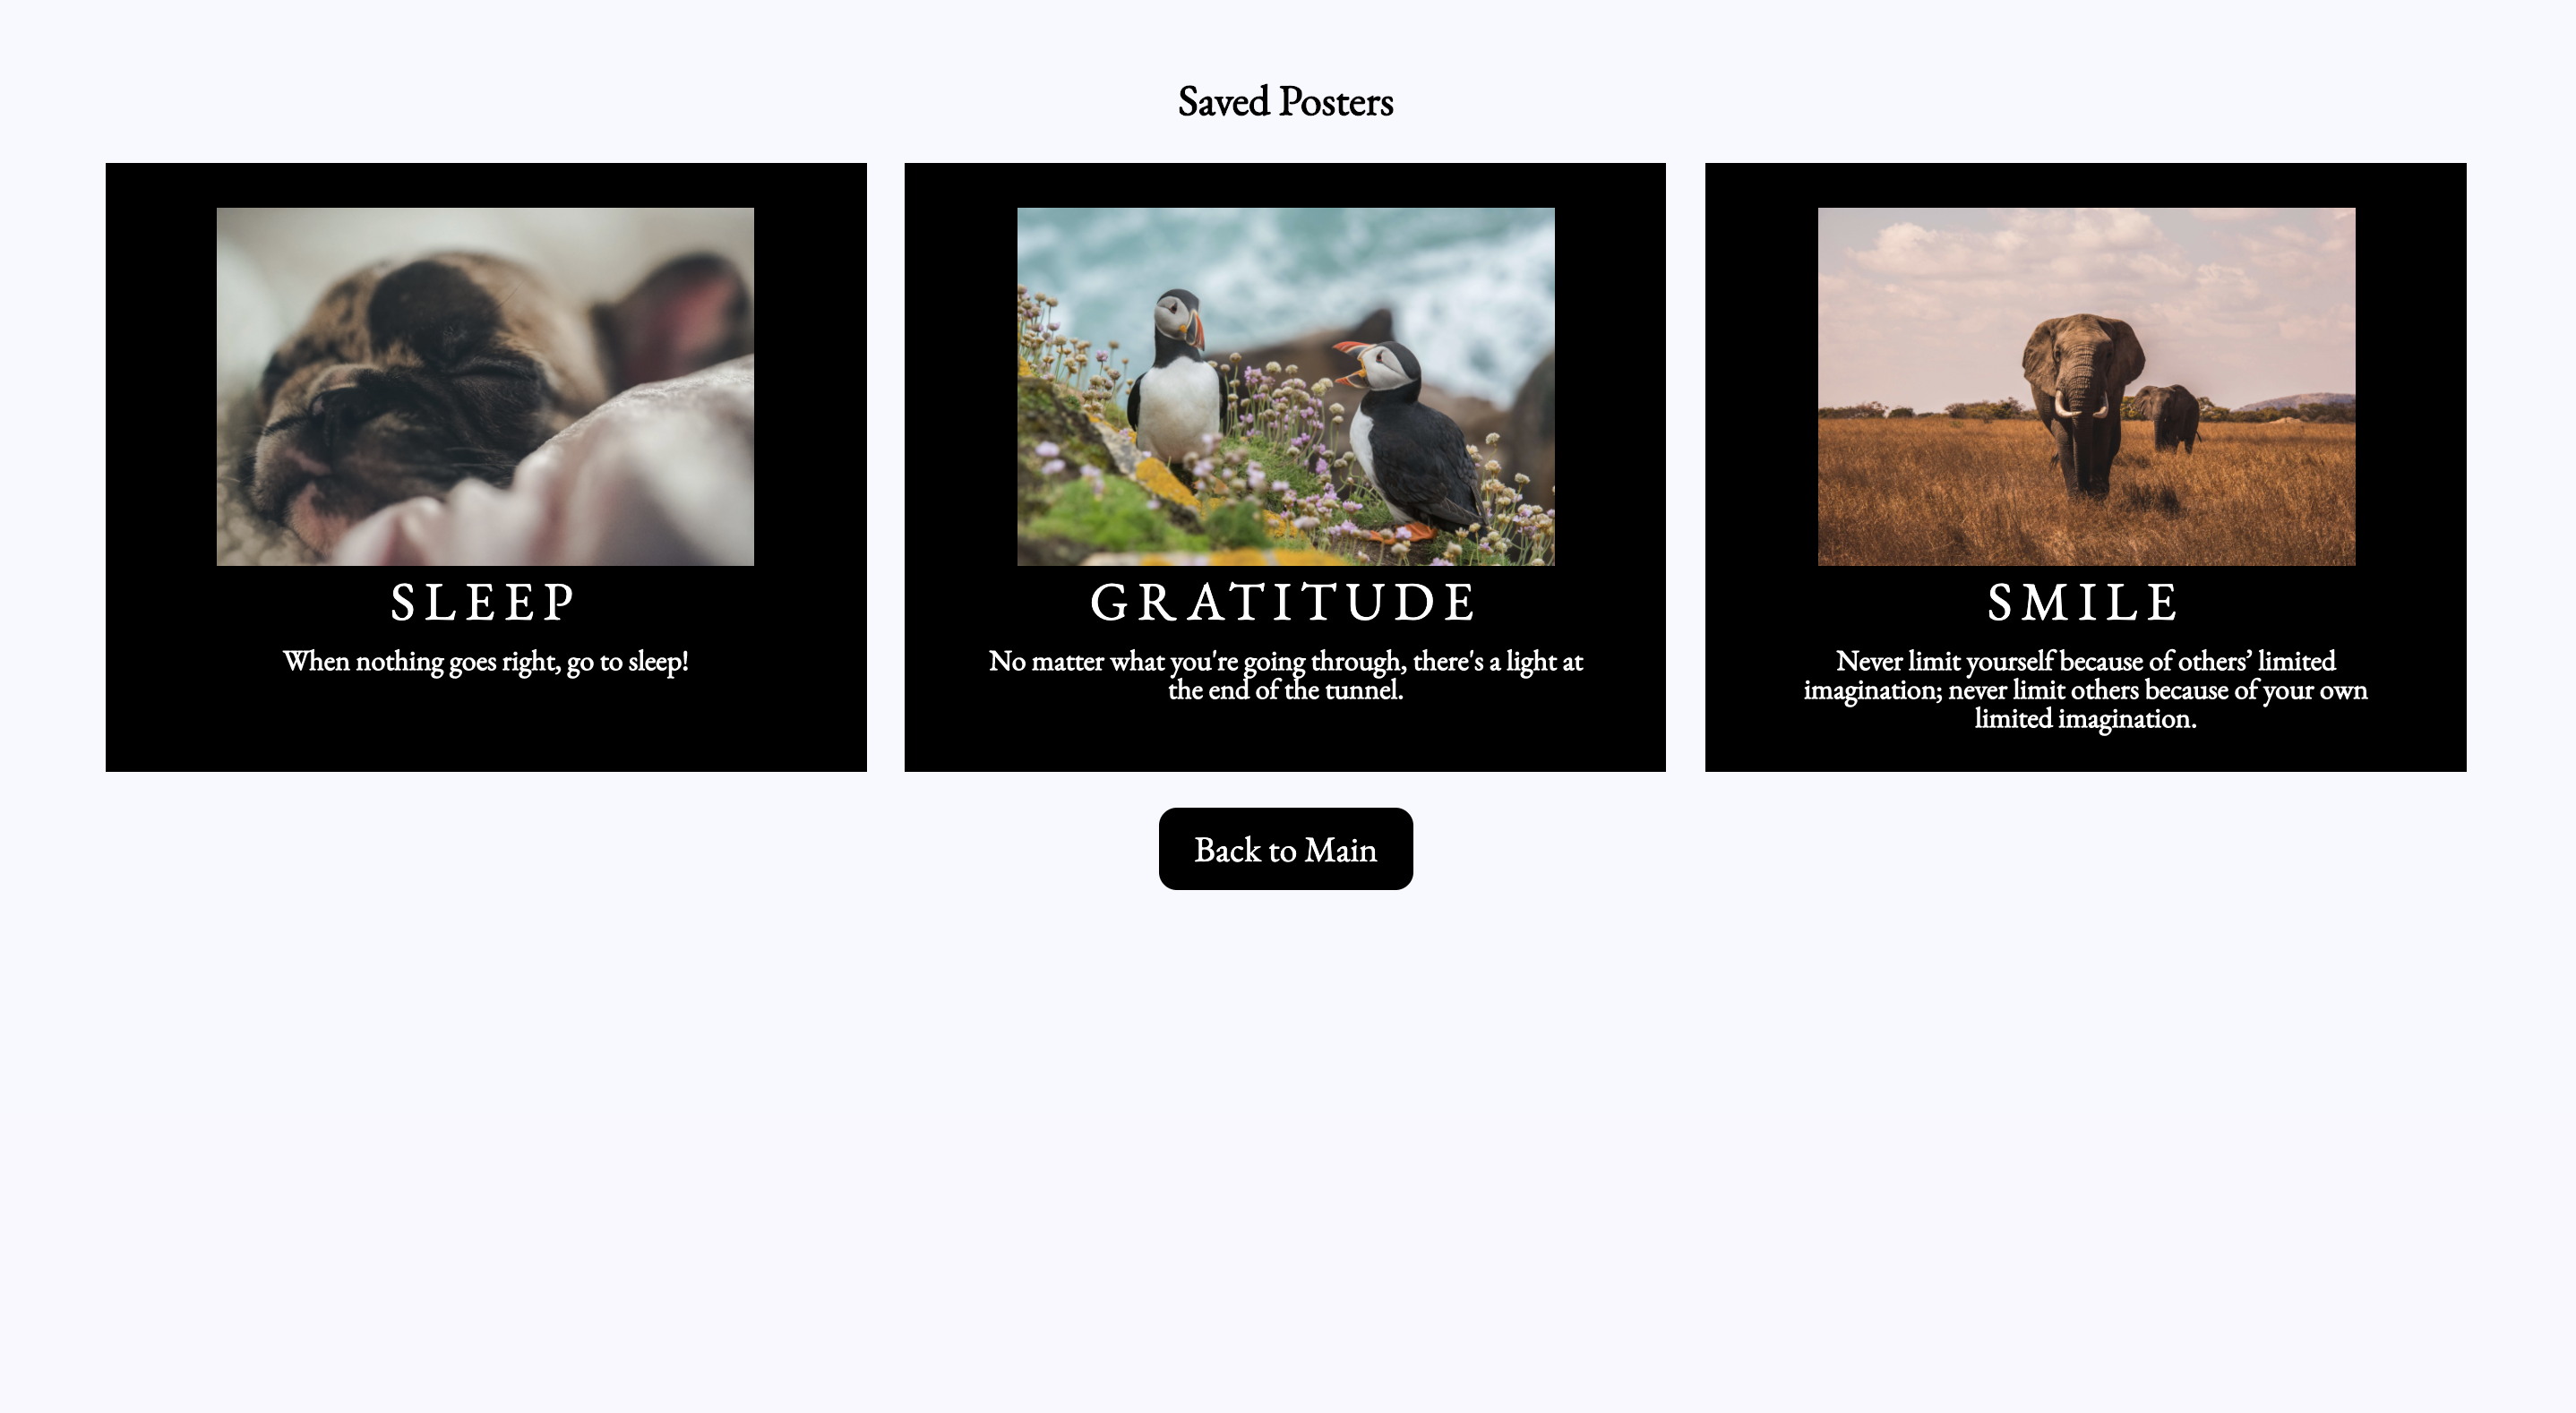 Saved Posters
SLEEP
When nothing goes right, go to sleep!
GRATITUDE
No matter what you're going through, there's a light at
the end of the tunnel.
SMILE
Never limit yourself because of others’ limited
imagination; never limit others because of your own
limited imagination.
Back to Main